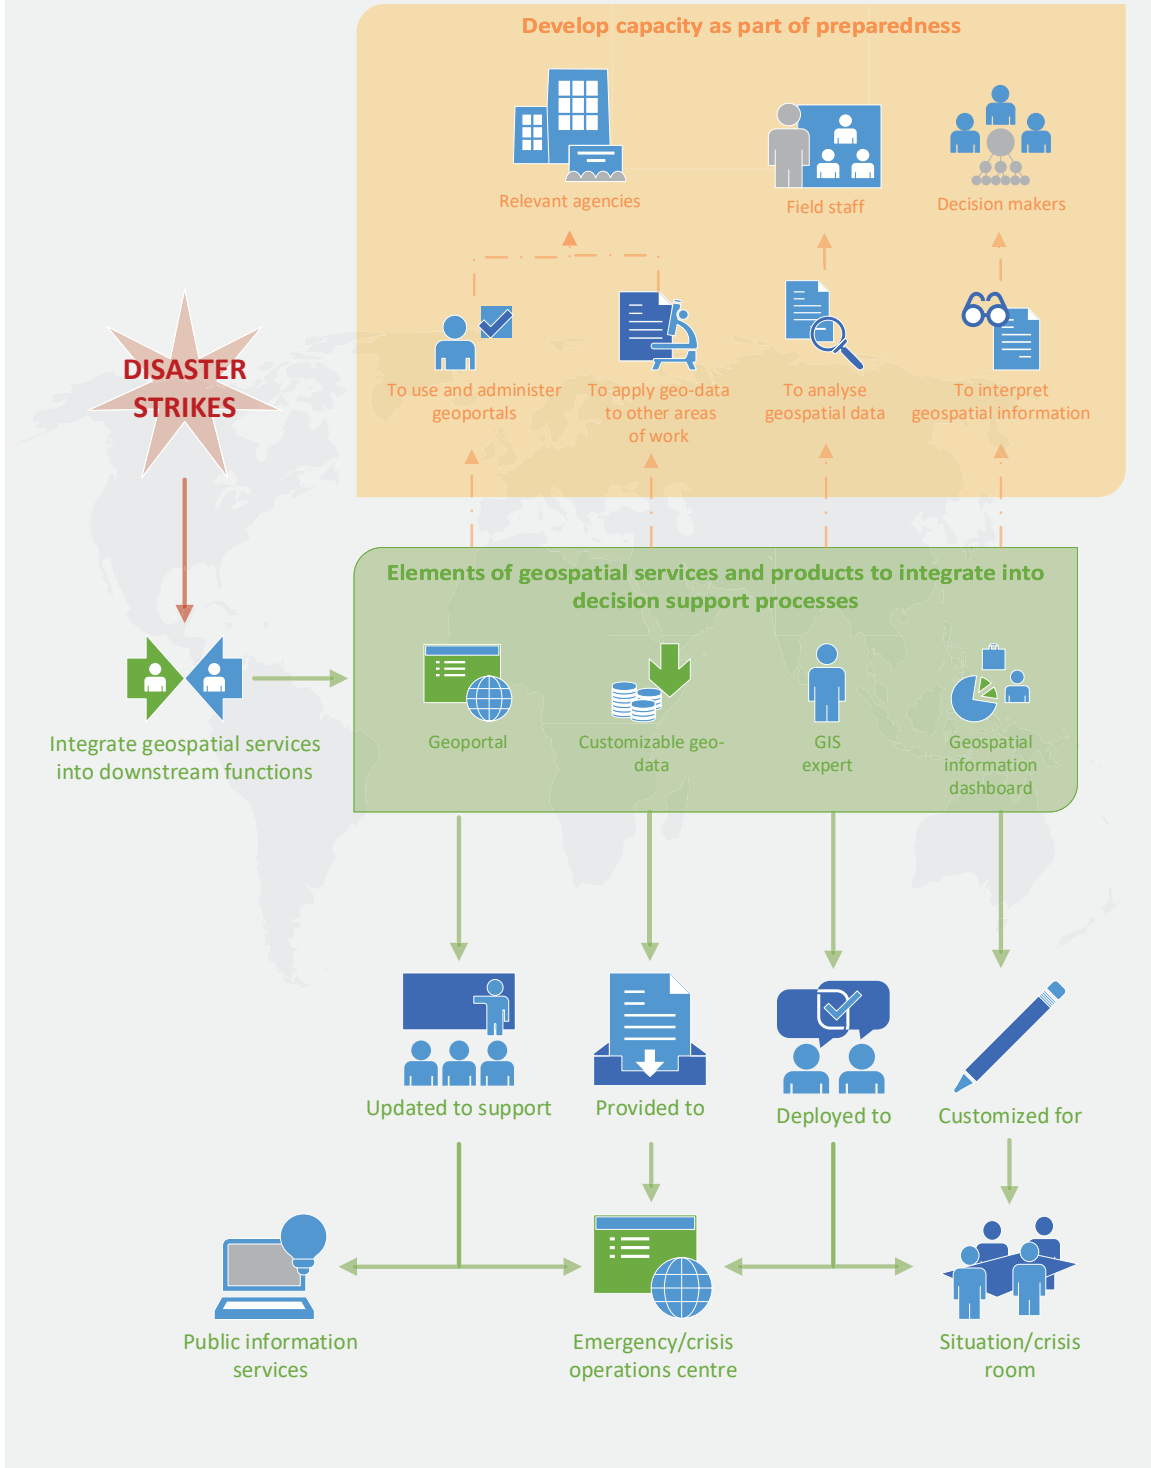 Develop capacity as part of preparedness
Relevant agencies
Field staff
Decision makers
DISASTER
STRIKES
To use and administer
geoportals
To apply geo-data
to other areas
of work
To analyse
geospatial data
To interpret
geospatial information
Elements of geospatial services and products to integrate into
decision support processes
Integrate geospatial services
into downstream functions
Geoportal
Customizable geo-
data
GIS
expert
Geospatial
information
dashboard
Updated to support
Provided to
Deployed to
Customized for
Public information
services
Emergency/crisis
operations centre
Situation/crisis
room